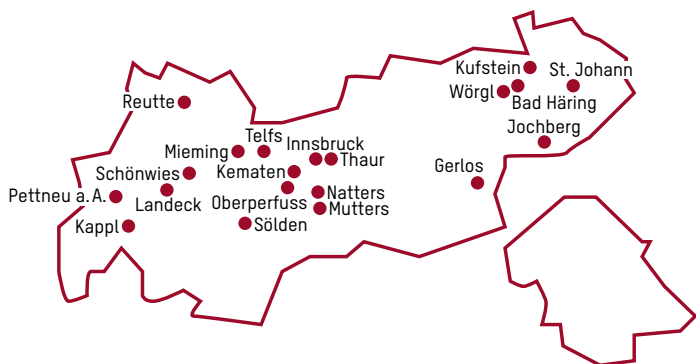 Kufstein
St. Johann
Wörgl
Bad Häring
Reutte
Jochberg
Telfs
Innsbruck
Mieming
Thaur
Schönwies
Kematen
Gerlos
Pettneu a. A.
Landeck
Oberperfuss
Natters
Mutters
Kappl
Sölden